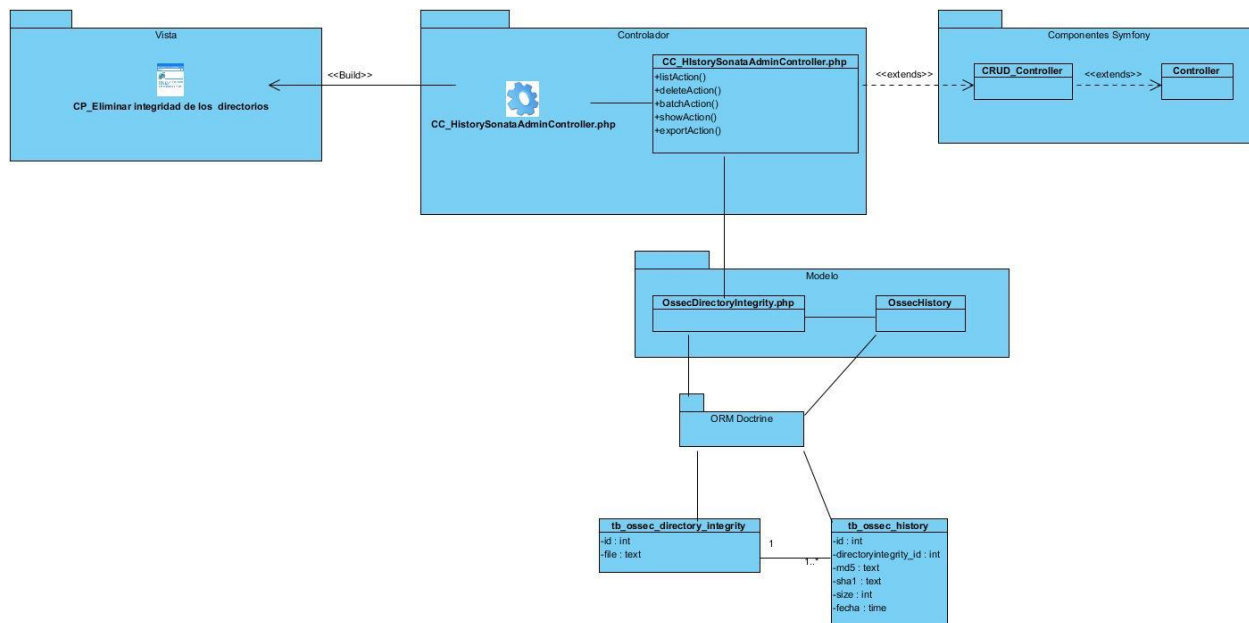 Vista
CP_Eliminar integridad de los directorios
<<Build>>
Controlador
CC_HistorySonataAdminController.php
CC_HIstorySonataAdminController.php
+listAction()
+deleteAction()
+batchAction()
+showAction()
+exportAction()
<<extends>>
Componentes Symfony
CRUD_Controller
<<extends>>
Controller
Modelo
OssecDirectoryIntegrity.php
OssecHistory
ORM Doctrine
tb_ossec_directory_integrity
-id : int
-file : text
1
1..*
tb_ossec_history
-id : int
-directoryintegrity_id : int
-md5 : text
-sha1 : text
-size : int
-fecha : time